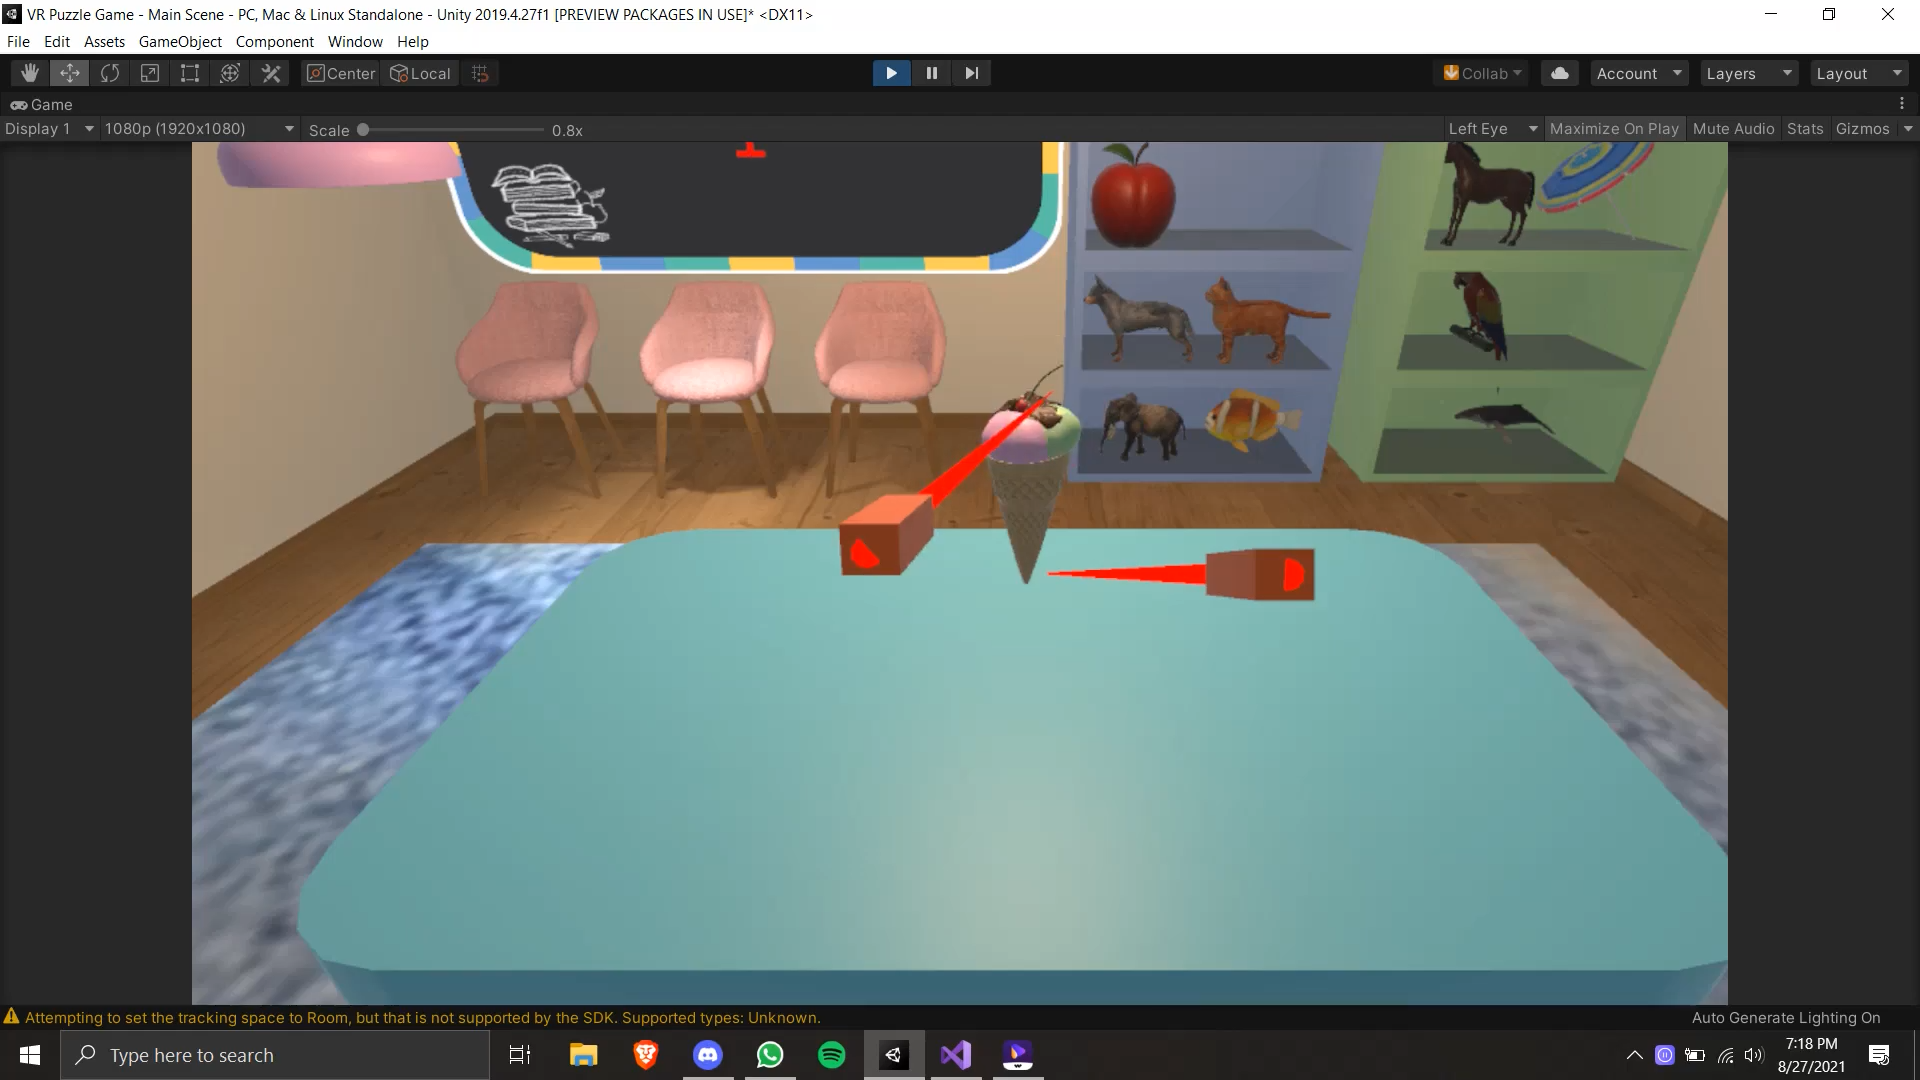 VR Puzzle Game - Main Scene - PC, Mac & Linux Standalone - Unity 2019.4.27f1 [PREVIEW PACKAGES IN USE]* <DX11>
File Edit Assets GameObject Component Window Help
Center Local Collab Account Layers Layout
Game
Display 1 1080p (1920x1080) Scale 0.8x Left Eye Maximize On Play Mute Audio Stats Gizmos
Attempting to set the tracking space to Room, but that is not supported by the SDK. Supported types: Unknown.
Auto Generate Lighting On
Type here to search
7:18 PM
8/27/2021